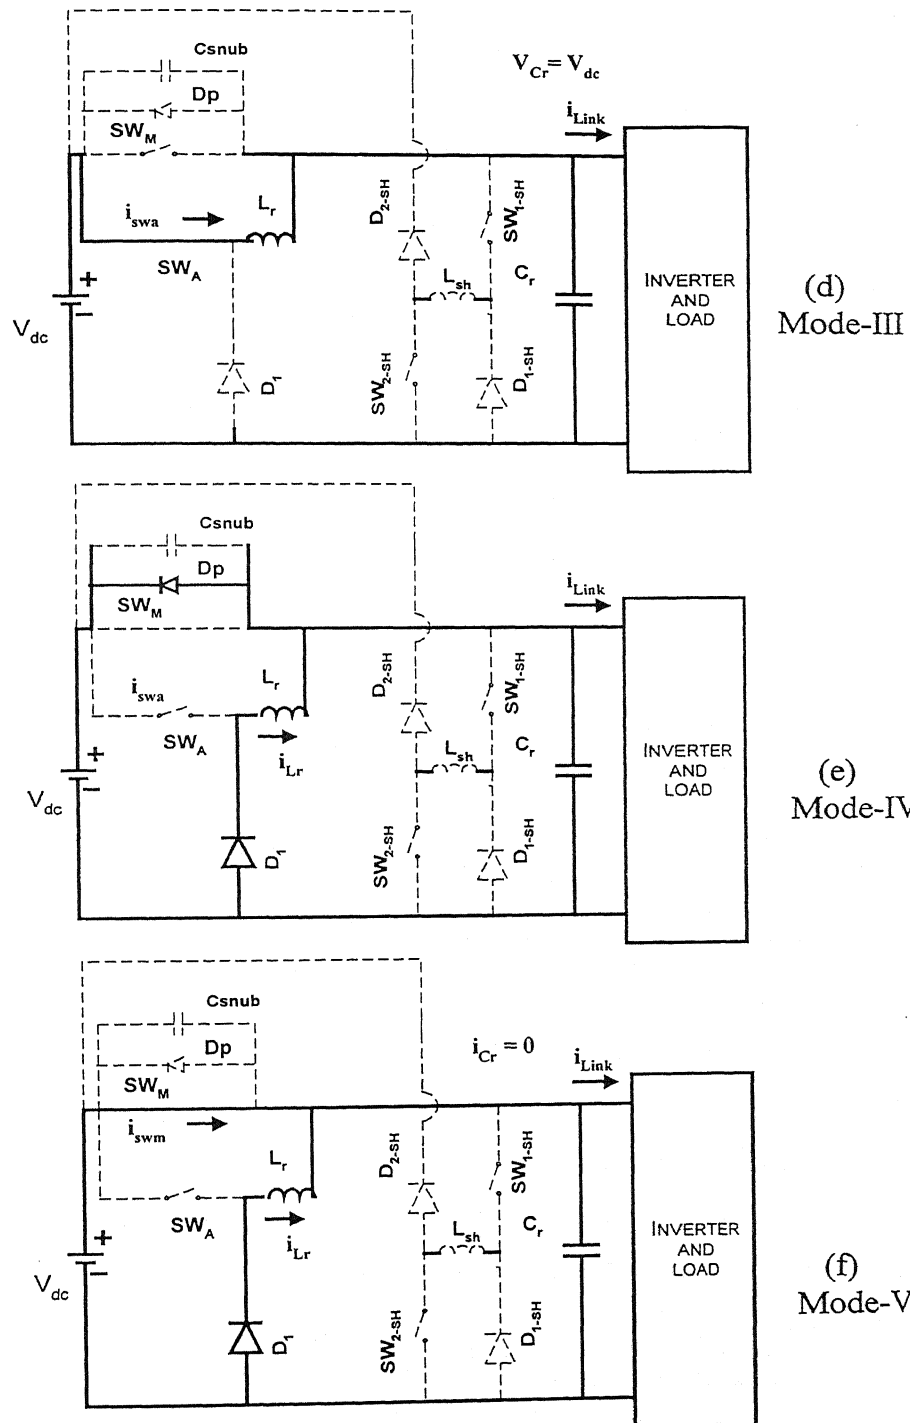 Csnub
V_Cr = V_dc
Dp
i_Link
SW_M
D_2-SH
SW_1-SH
i_swa
L_r
SW_A
L_sh
C_r
INVERTER
AND
LOAD
(d)
Mode-III
+
−
V_dc
D_1
SW_2-SH
D_1-SH
Csnub
Dp
i_Link
SW_M
D_2-SH
SW_1-SH
i_swa
L_r
SW_A
i_Lr
L_sh
C_r
INVERTER
AND
LOAD
(e)
Mode-IV
+
−
V_dc
D_1
SW_2-SH
D_1-SH
Csnub
Dp
i_Cr = 0
i_Link
SW_M
i_swm
D_2-SH
SW_1-SH
L_r
SW_A
i_Lr
L_sh
C_r
INVERTER
AND
LOAD
(f)
Mode-V
+
−
V_dc
D_1
SW_2-SH
D_1-SH